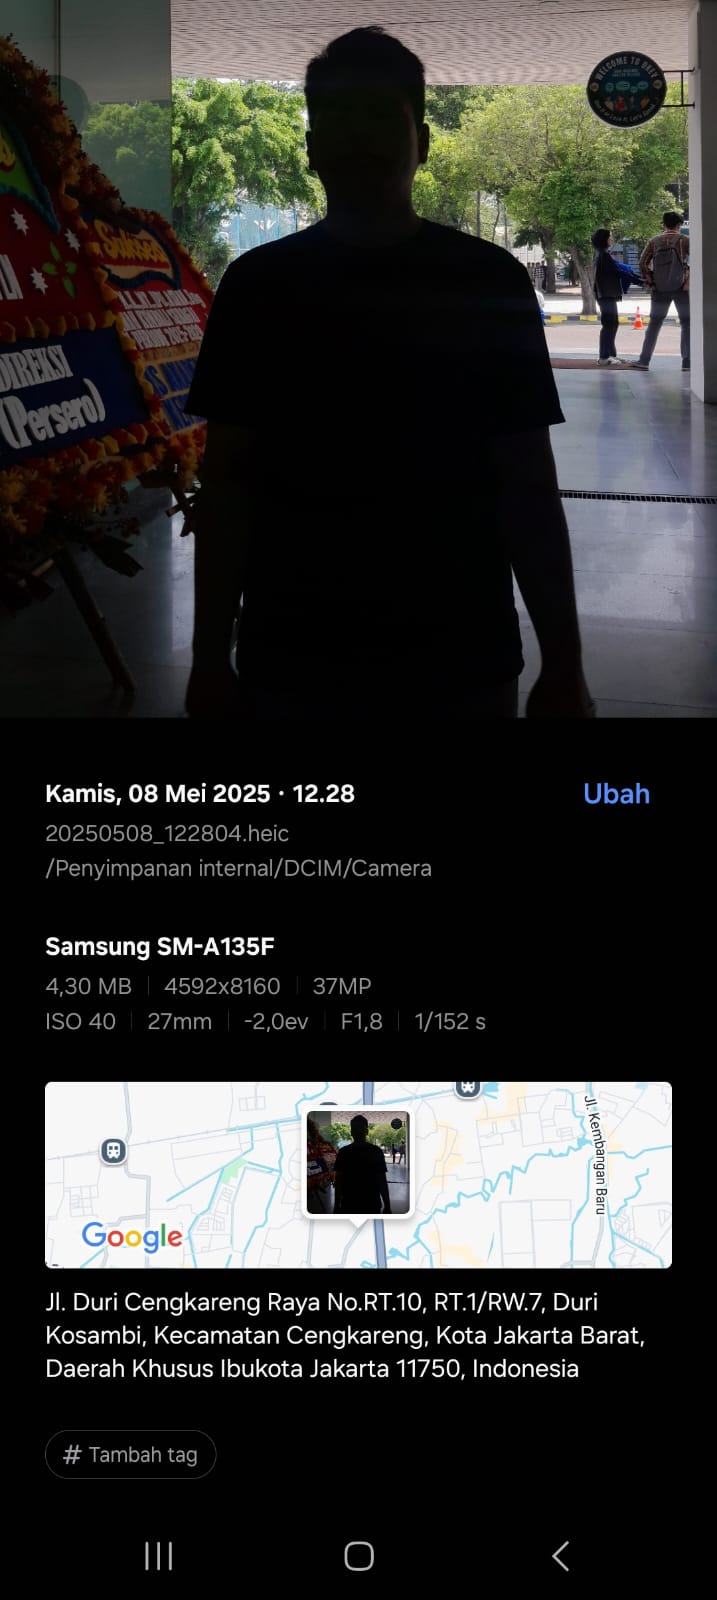 WELCOME TO OKEY
Sukses
DIREKSI
(Persero)
Kamis, 08 Mei 2025 · 12.28
Ubah
20250508_122804.heic
/Penyimpanan internal/DCIM/Camera
Samsung SM-A135F
4,30 MB | 4592x8160 | 37MP
ISO 40 | 27mm | -2,0ev | F1,8 | 1/152 s
Jl. Kembangan Baru
Google
Jl. Duri Cengkareng Raya No.RT.10, RT.1/RW.7, Duri
Kosambi, Kecamatan Cengkareng, Kota Jakarta Barat,
Daerah Khusus Ibukota Jakarta 11750, Indonesia
# Tambah tag